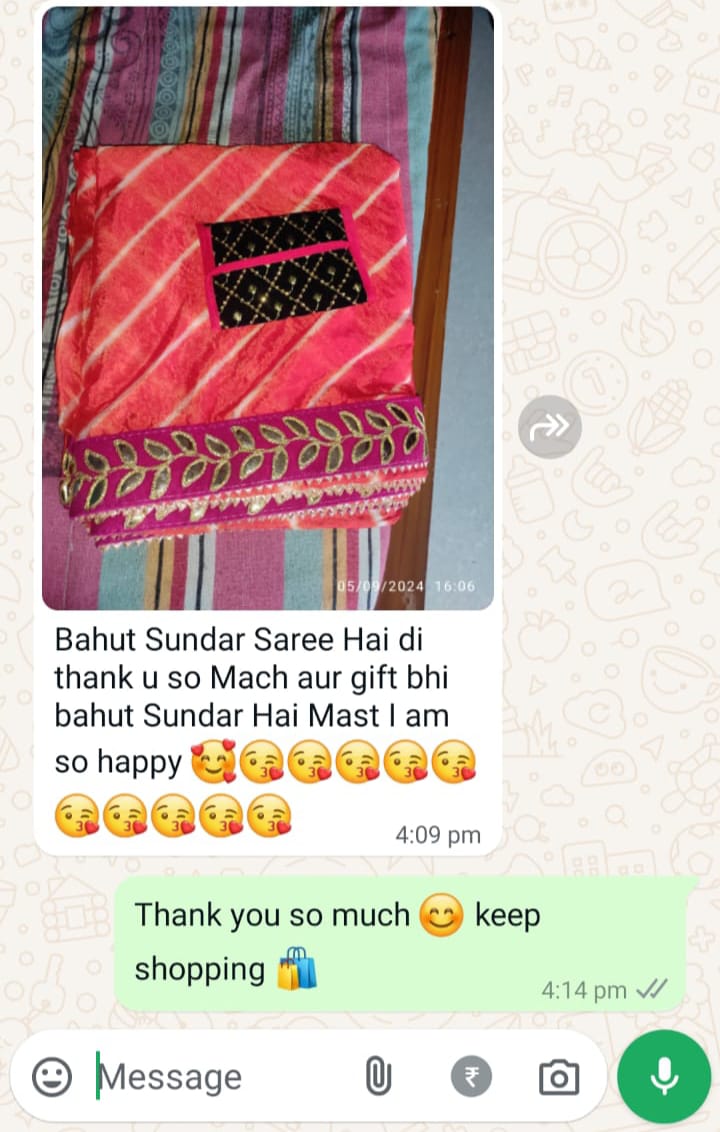 05/09/2024 16:06
Bahut Sundar Saree Hai di
thank u so Mach aur gift bhi
bahut Sundar Hai Mast I am
so happy 🥰😘😘😘😘😘
😘😘😘😘😘
4:09 pm
Thank you so much 😊 keep
shopping 🛍️
4:14 pm
Message